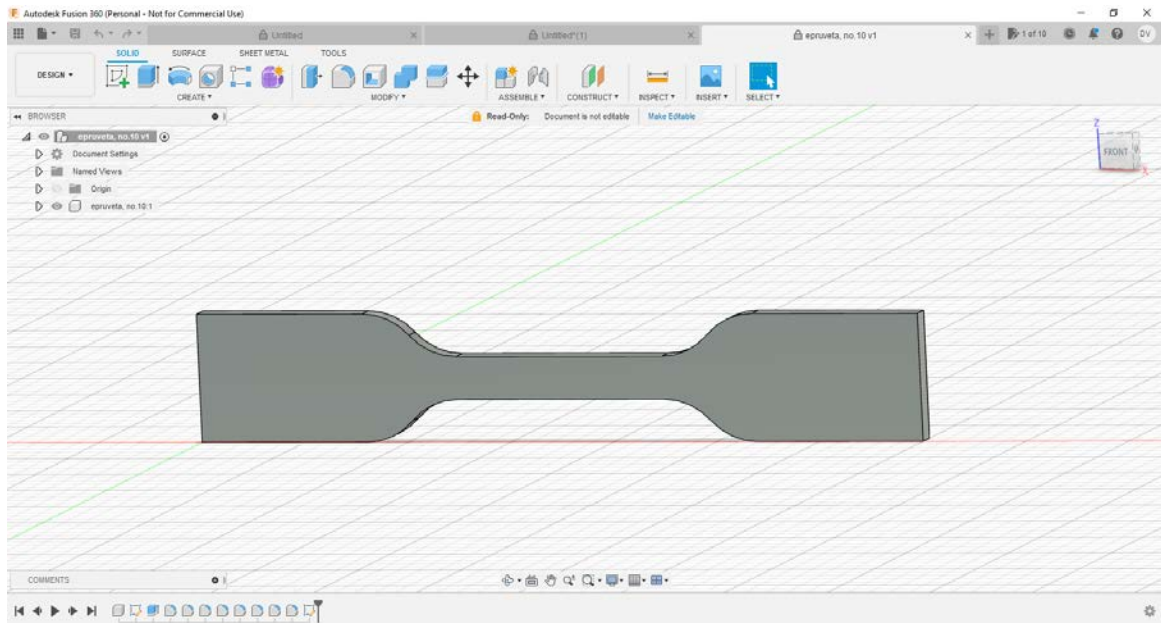 Autodesk Fusion 360 (Personal - Not for Commercial Use)
Untitled
Untitled*(1)
epruveta, no.10 v1
1 of 10
DV
DESIGN
SOLID
SURFACE
SHEET METAL
TOOLS
CREATE
MODIFY
ASSEMBLE
CONSTRUCT
INSPECT
INSERT
SELECT
BROWSER
Read-Only: Document is not editable Make Editable
epruveta, no.10 v1
Document Settings
Named Views
Origin
epruveta, no.10:1
Z
FRONT
X
COMMENTS